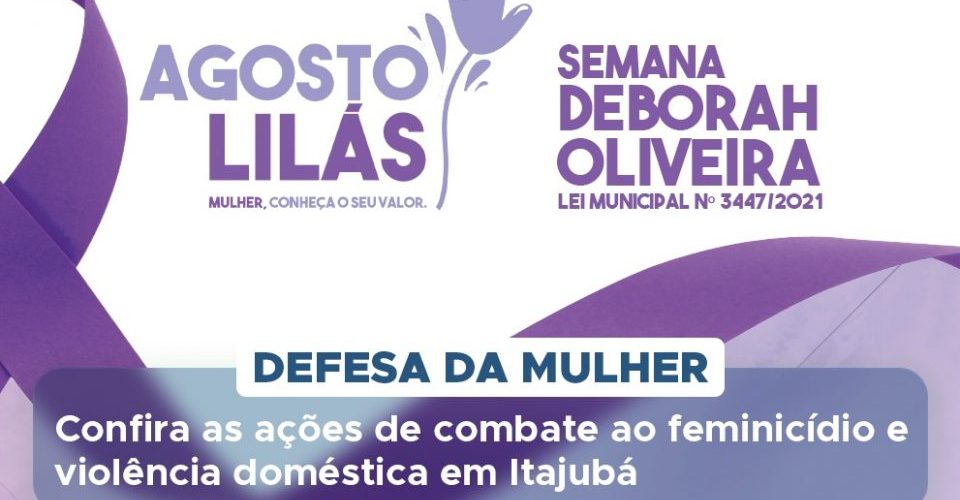 AGOSTO
LILÁS
MULHER, CONHEÇA O SEU VALOR.
SEMANA
DEBORAH
OLIVEIRA
LEI MUNICIPAL Nº 3447/2021
DEFESA DA MULHER
Confira as ações de combate ao feminicídio e
violência doméstica em Itajubá